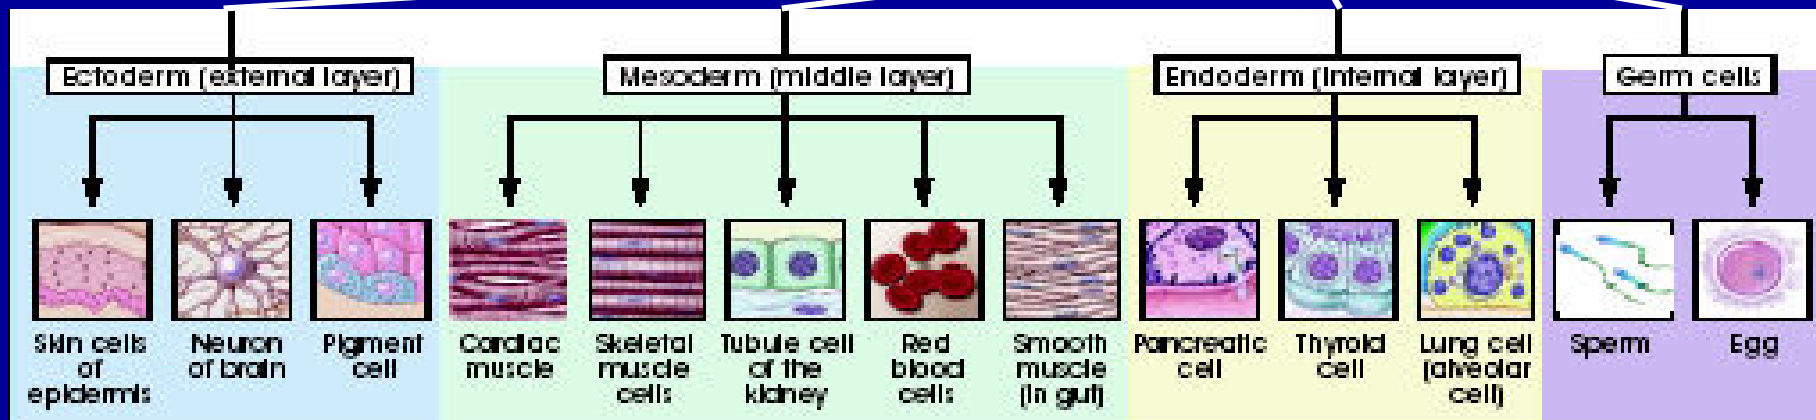 Ectoderm (external layer)
Mesoderm (middle layer)
Endoderm (internal layer)
Germ cells
Skin cells
of
epidermis
Neuron
of brain
Pigment
cell
Cardiac
muscle
Skeletal
muscle
cells
Tubule cell
of the
kidney
Red
blood
cells
Smooth
muscle
(in gut)
Pancreatic
cell
Thyroid
cell
Lung cell
(alveolar
cell)
Sperm
Egg